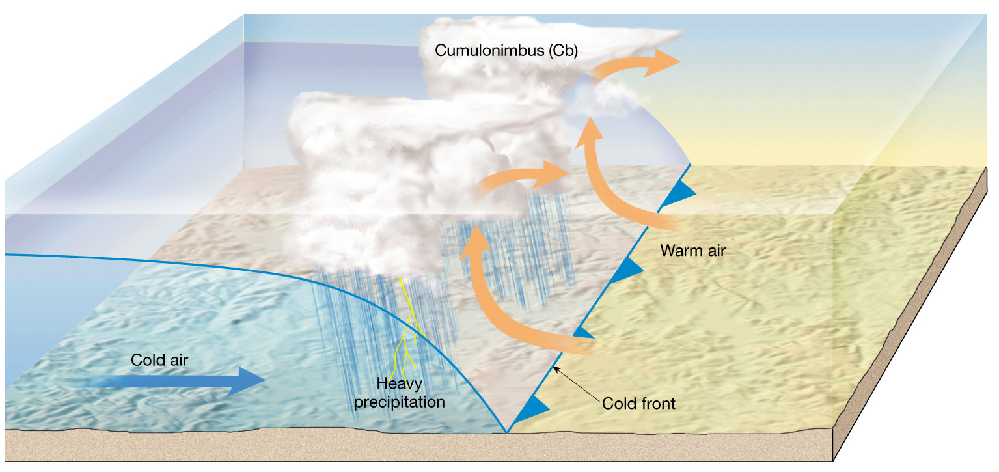 Cumulonimbus (Cb)
Warm air
Cold air
Heavy
precipitation
Cold front